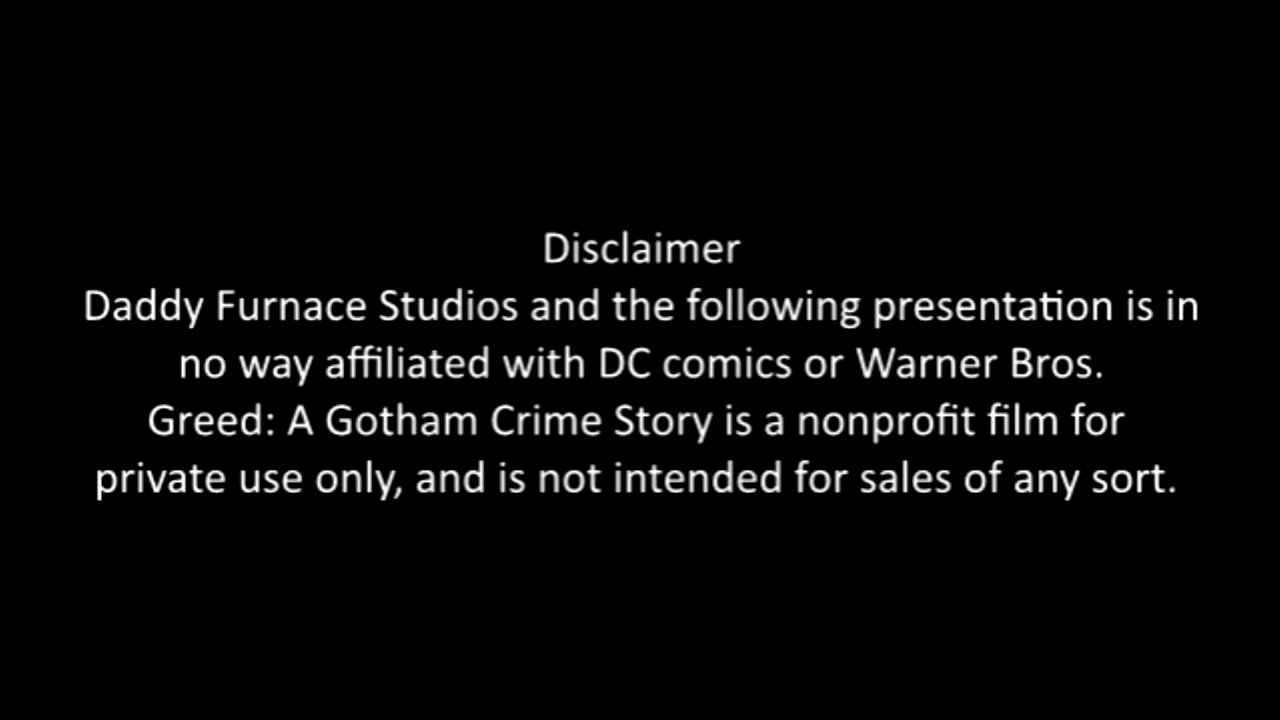 Disclaimer
Daddy Furnace Studios and the following presentation is in
no way affiliated with DC comics or Warner Bros.
Greed: A Gotham Crime Story is a nonprofit film for
private use only, and is not intended for sales of any sort.